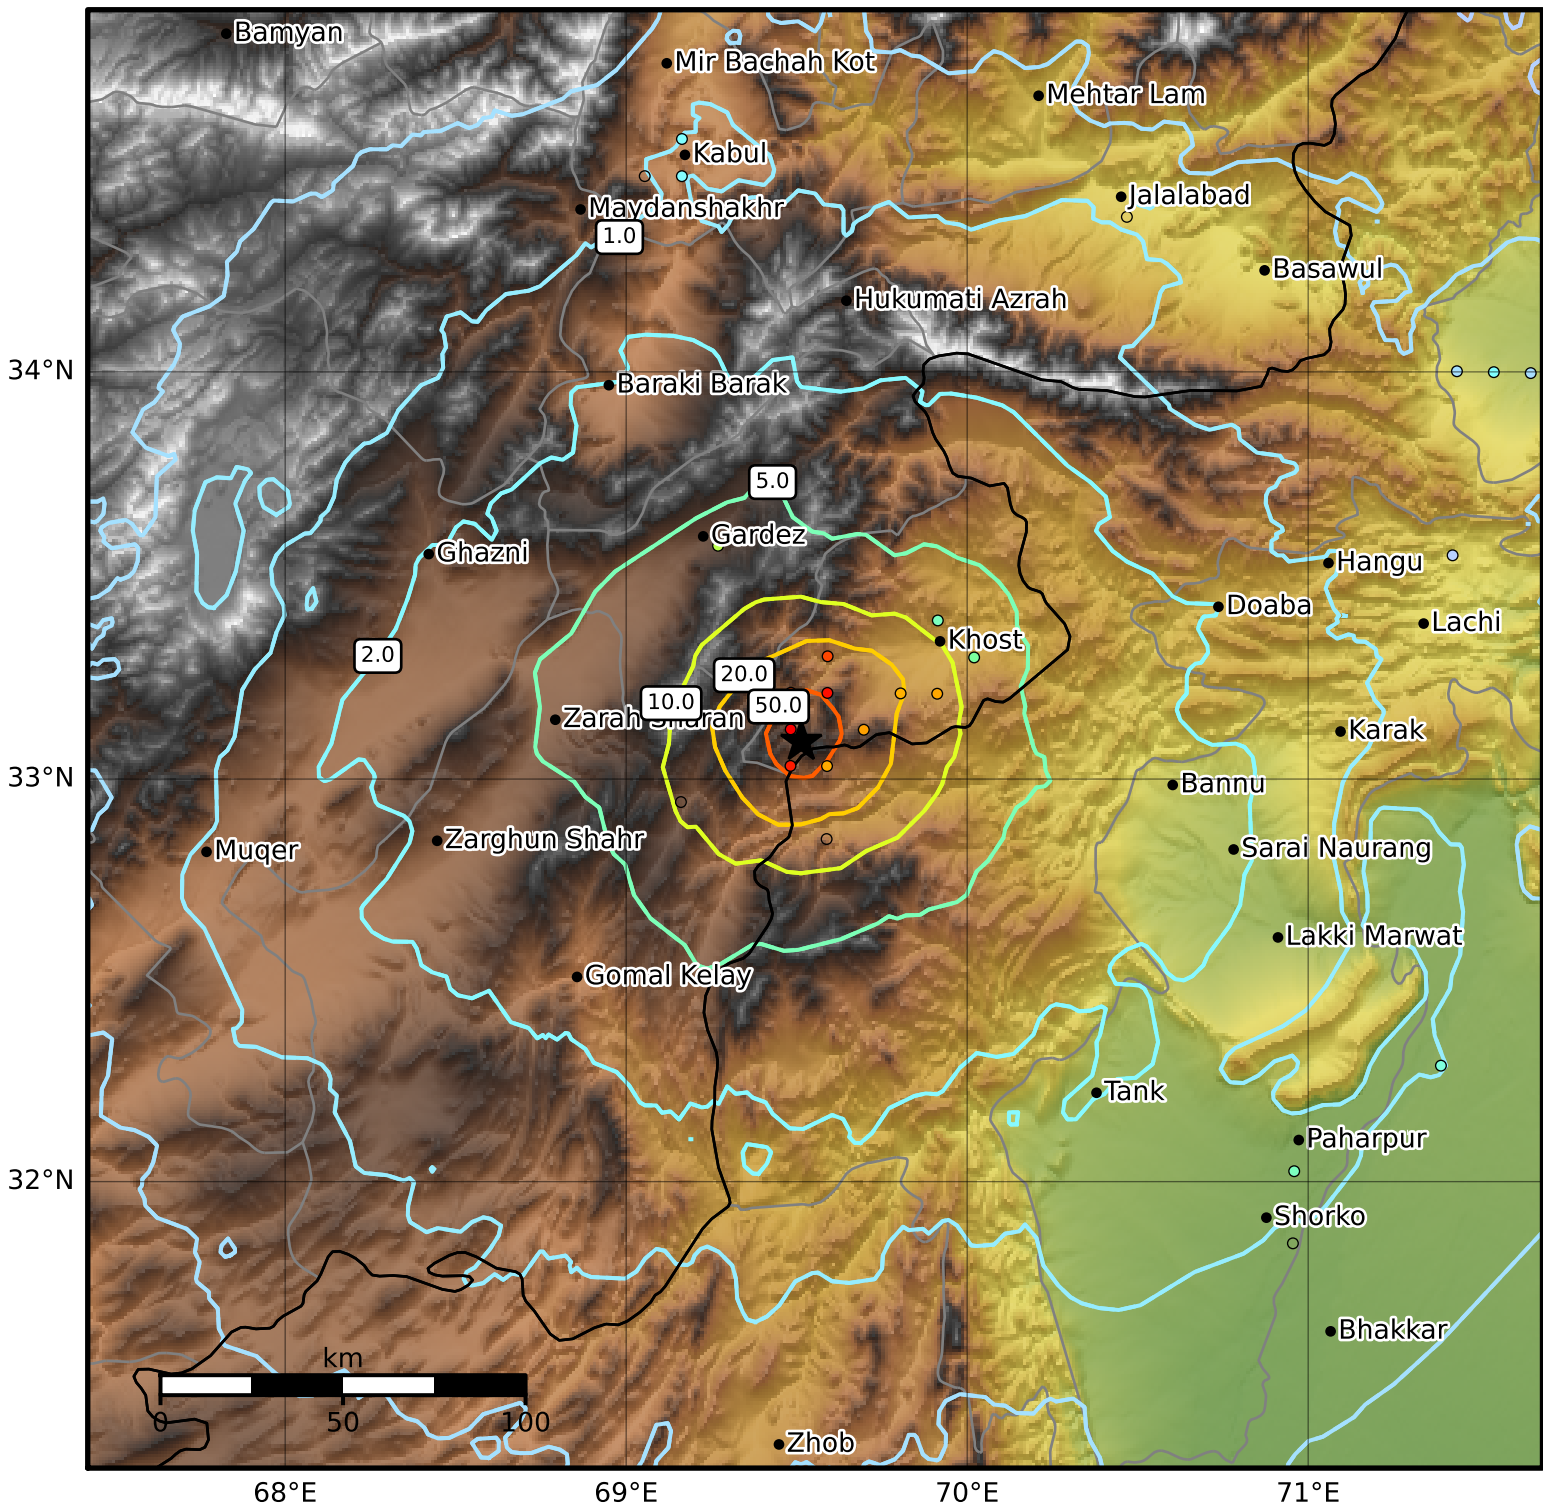 Bamyan
Mir Bachah Kot
Mehtar Lam
Kabul
Jalalabad
Maydanshakhr
1.0
Basawul
Hukumati Azrah
34°N
Baraki Barak
5.0
Gardez
Ghazni
Hangu
Doaba
Lachi
Khost
2.0
20.0
10.0
50.0
Zarah Sharan
Karak
33°N
Bannu
Zarghun Shahr
Muqer
Sarai Naurang
Lakki Marwat
Gomal Kelay
Tank
Paharpur
32°N
Shorko
Bhakkar
km
0 50 100
Zhob
68°E 69°E 70°E 71°E